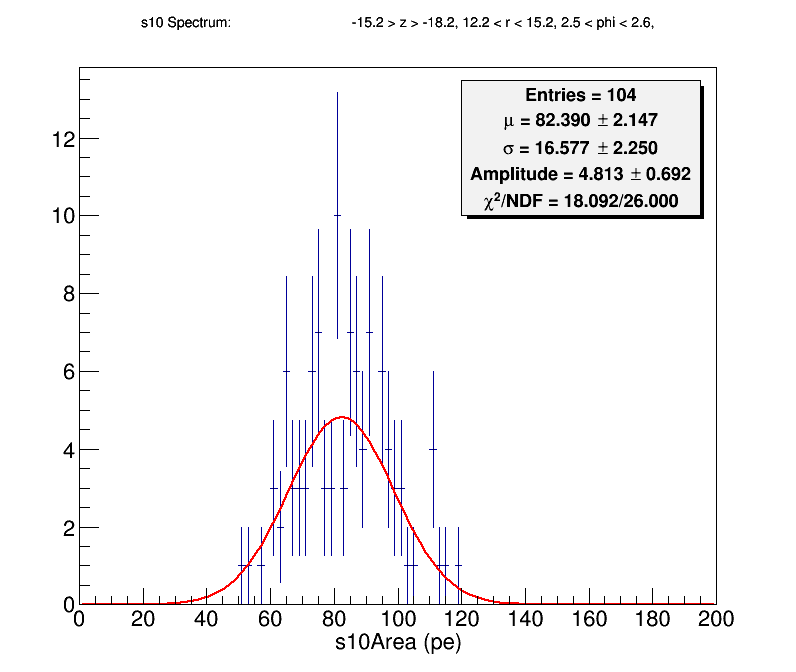 s10 Spectrum: -15.2 > z > -18.2, 12.2 < r < 15.2, 2.5 < phi < 2.6,
Entries = 104
μ = 82.390 ± 2.147
σ = 16.577 ± 2.250
Amplitude = 4.813 ± 0.692
χ²/NDF = 18.092/26.000
12
10
8
6
4
2
0
0 20 40 60 80 100 120 140 160 180 200
s10Area (pe)